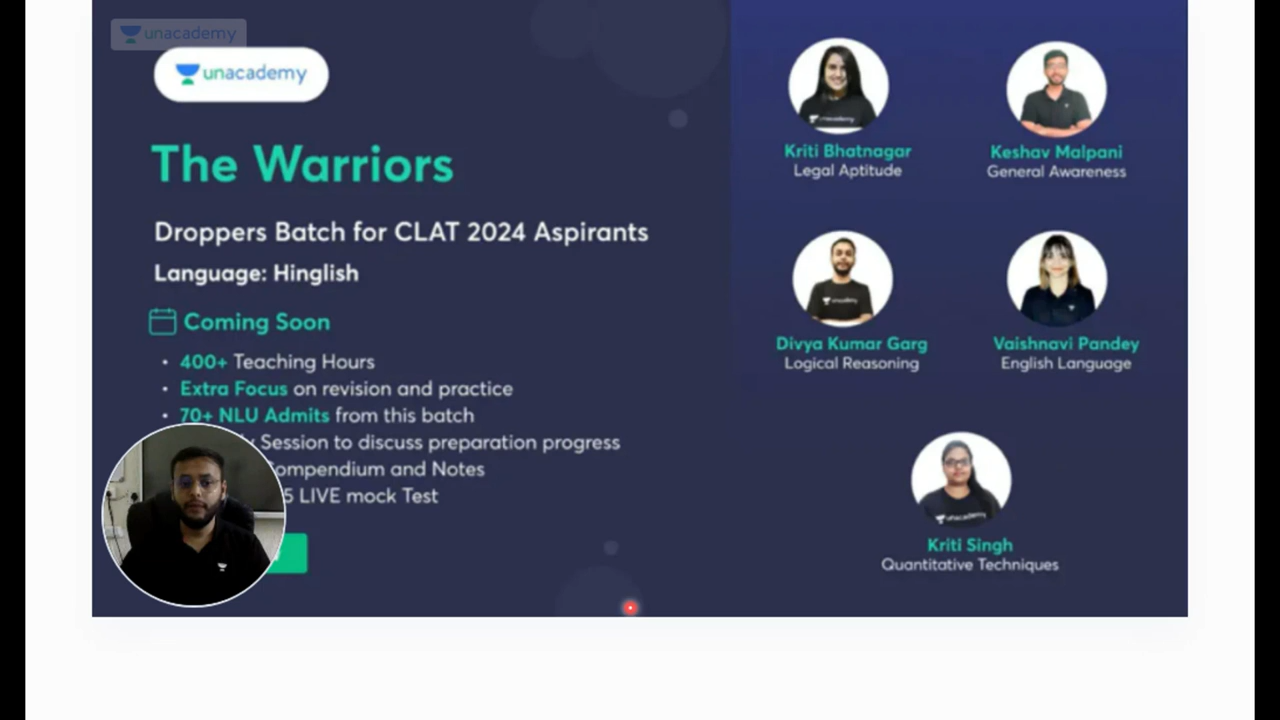 unacademy
unacademy
The Warriors
Droppers Batch for CLAT 2024 Aspirants
Language: Hinglish
Coming Soon
• 400+ Teaching Hours
• Extra Focus on revision and practice
• 70+ NLU Admits from this batch
Session to discuss preparation progress
Compendium and Notes
5 LIVE mock Test
Kriti Bhatnagar
Legal Aptitude
Keshav Malpani
General Awareness
Divya Kumar Garg
Logical Reasoning
Vaishnavi Pandey
English Language
Kriti Singh
Quantitative Techniques